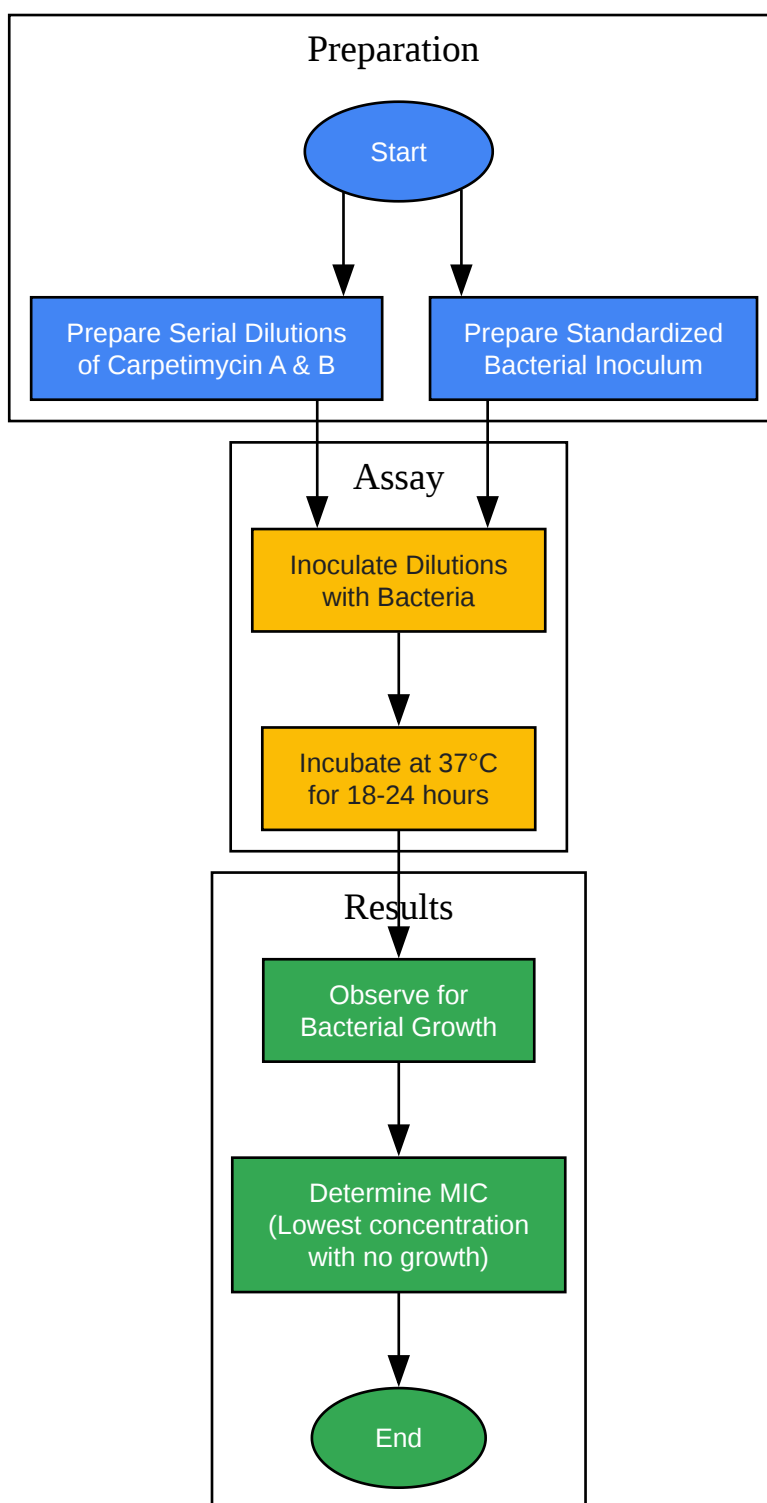 Preparation
Start
Prepare Serial Dilutions
of Carpetimycin A & B
Prepare Standardized
Bacterial Inoculum
Assay
Inoculate Dilutions
with Bacteria
Incubate at 37°C
for 18-24 hours
Results
Observe for
Bacterial Growth
Determine MIC
(Lowest concentration
with no growth)
End